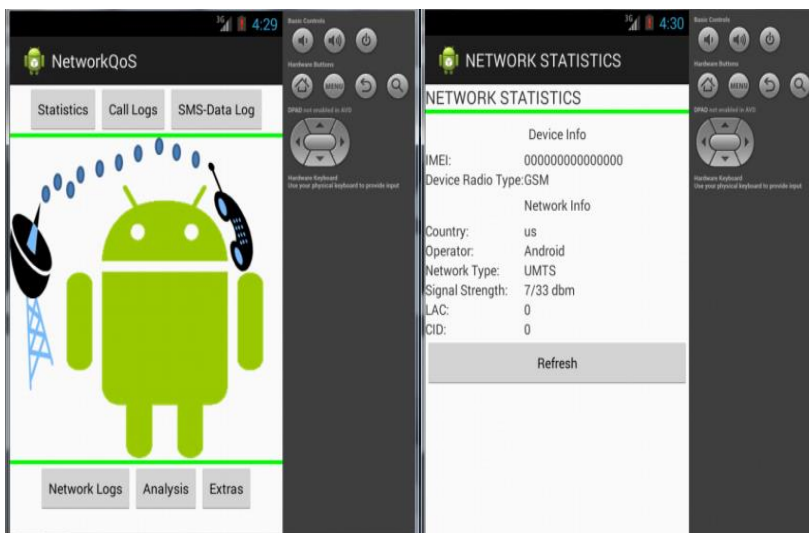 3G 4:29
NetworkQoS
Statistics Call Logs SMS-Data Log
Network Logs Analysis Extras
Basic Controls
Hardware Buttons
MENU
DPAD not enabled in AVD
Hardware Keyboard
Use your physical keyboard to provide input
3G 4:30
NETWORK STATISTICS
NETWORK STATISTICS
Device Info
IMEI: 000000000000000
Device Radio Type:GSM
Network Info
Country: us
Operator: Android
Network Type: UMTS
Signal Strength: 7/33 dbm
LAC: 0
CID: 0
Refresh
Basic Controls
Hardware Buttons
MENU
DPAD not enabled in AVD
Hardware Keyboard
Use your physical keyboard to provide input